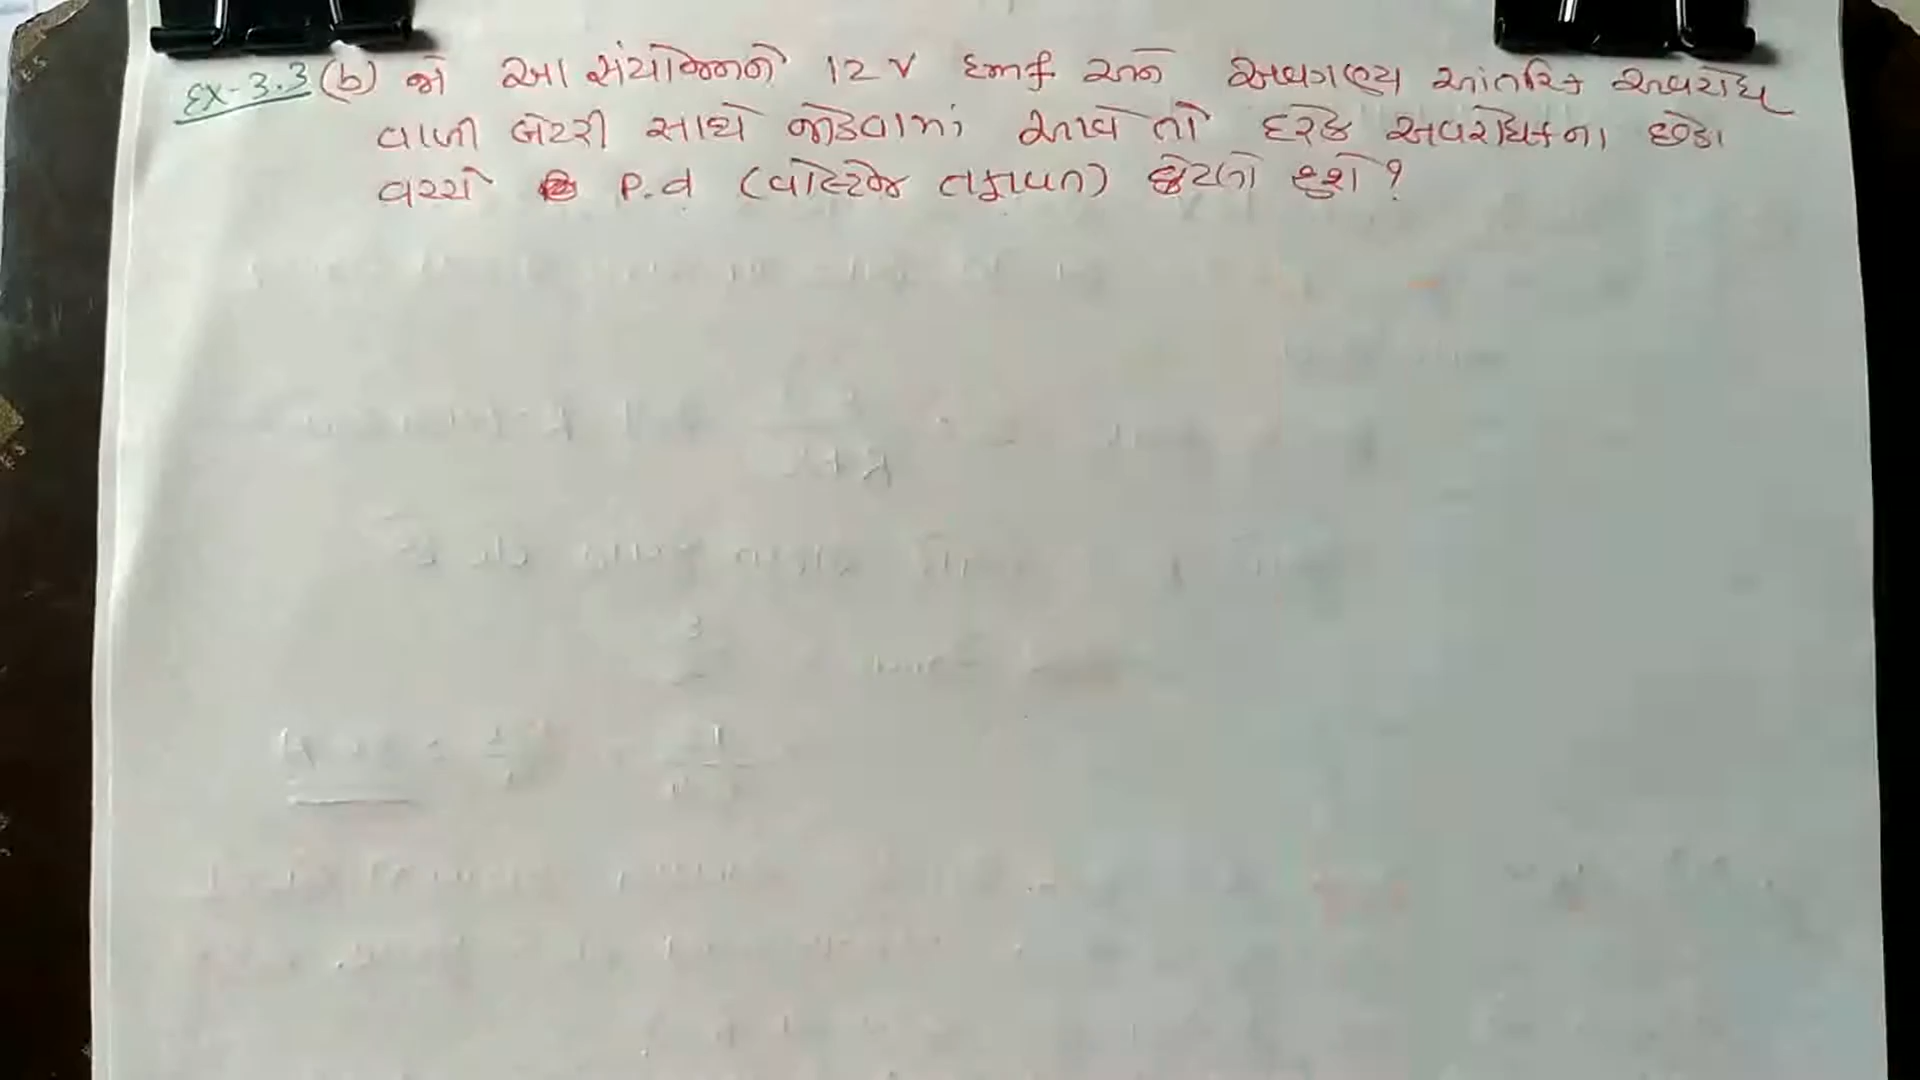 Ex-3.3 (b) જો આ સંયોજનને 12 V emf અને અવગણ્ય આંતરિક અવરોધ
વાળી બેટરી સાથે જોડવામાં આવે તો દરેક અવરોધકના છેડા
વચ્ચે P.d (વોલ્ટેજ તફાવત) કેટલો હશે ?